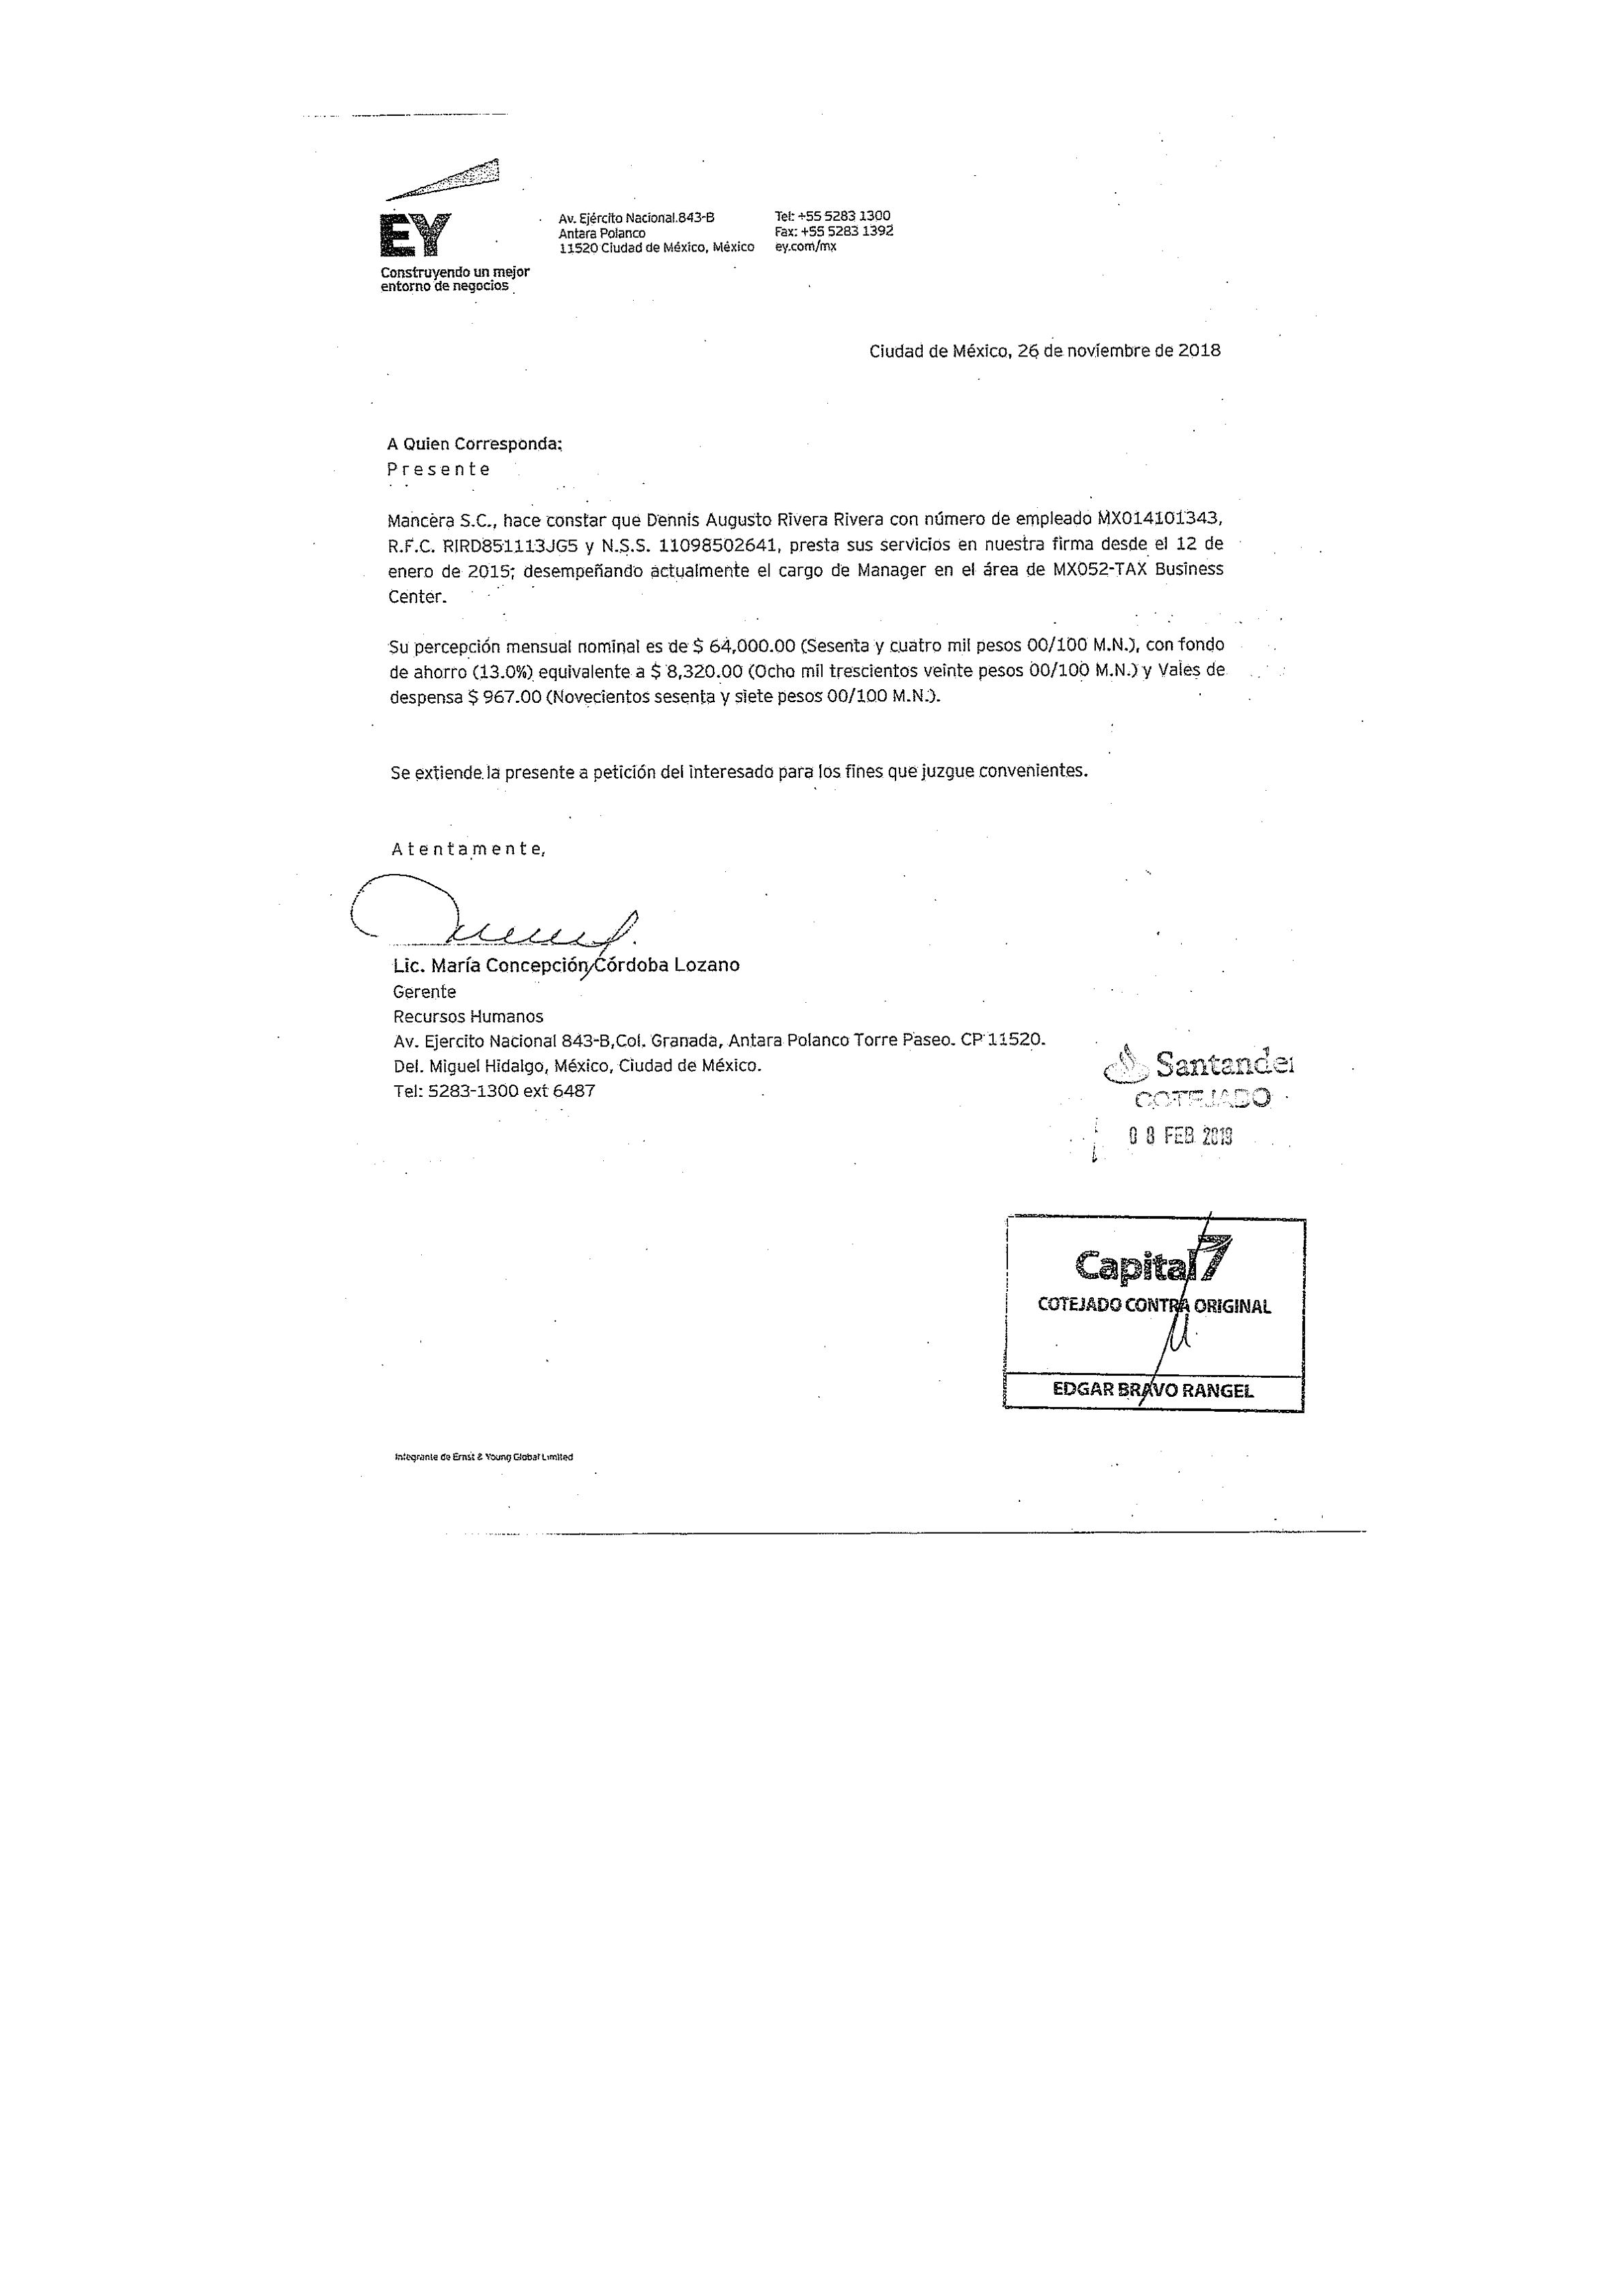 EY
Construyendo un mejor
entorno de negocios
Av. Ejército Nacional 843-B
Antara Polanco
11520 Ciudad de México, México
Tel: +55 5283 1300
Fax: +55 5283 1392
ey.com/mx
Ciudad de México, 26 de noviembre de 2018
A Quien Corresponda:
Presente
Mancera S.C., hace constar que Dennis Augusto Rivera Rivera con número de empleado MX014101343,
R.F.C. RIRD851113JG5 y N.S.S. 11098502641, presta sus servicios en nuestra firma desde el 12 de
enero de 2015; desempeñando actualmente el cargo de Manager en el área de MX052-TAX Business
Center.
Su percepción mensual nominal es de $ 64,000.00 (Sesenta y cuatro mil pesos 00/100 M.N.), con fondo
de ahorro (13.0%) equivalente a $ 8,320.00 (Ocho mil trescientos veinte pesos 00/100 M.N.) y Vales de
despensa $ 967.00 (Novecientos sesenta y siete pesos 00/100 M.N.).
Se extiende la presente a petición del interesado para los fines que juzgue convenientes.
Atentamente,
Lic. María Concepción Córdoba Lozano
Gerente
Recursos Humanos
Av. Ejercito Nacional 843-B,Col. Granada, Antara Polanco Torre Paseo. CP 11520.
Del. Miguel Hidalgo, México, Ciudad de México.
Tel: 5283-1300 ext 6487
Santander
COTEJADO
08 FEB 2019
Capital7
COTEJADO CONTRA ORIGINAL
EDGAR BRAVO RANGEL
Integrante de Ernst & Young Global Limited